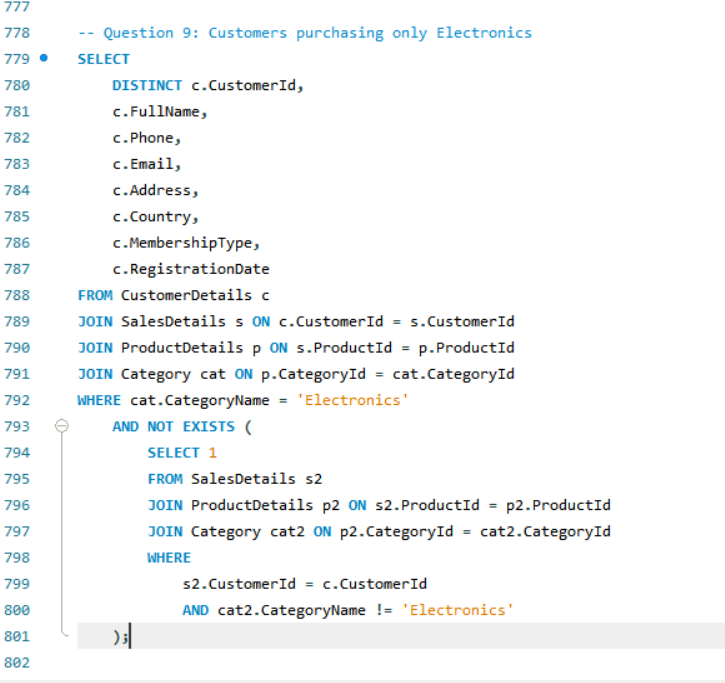 777
778 -- Question 9: Customers purchasing only Electronics
779 SELECT
780 DISTINCT c.CustomerId,
781 c.FullName,
782 c.Phone,
783 c.Email,
784 c.Address,
785 c.Country,
786 c.MembershipType,
787 c.RegistrationDate
788 FROM CustomerDetails c
789 JOIN SalesDetails s ON c.CustomerId = s.CustomerId
790 JOIN ProductDetails p ON s.ProductId = p.ProductId
791 JOIN Category cat ON p.CategoryId = cat.CategoryId
792 WHERE cat.CategoryName = 'Electronics'
793 AND NOT EXISTS (
794 SELECT 1
795 FROM SalesDetails s2
796 JOIN ProductDetails p2 ON s2.ProductId = p2.ProductId
797 JOIN Category cat2 ON p2.CategoryId = cat2.CategoryId
798 WHERE
799 s2.CustomerId = c.CustomerId
800 AND cat2.CategoryName != 'Electronics'
801 );
802